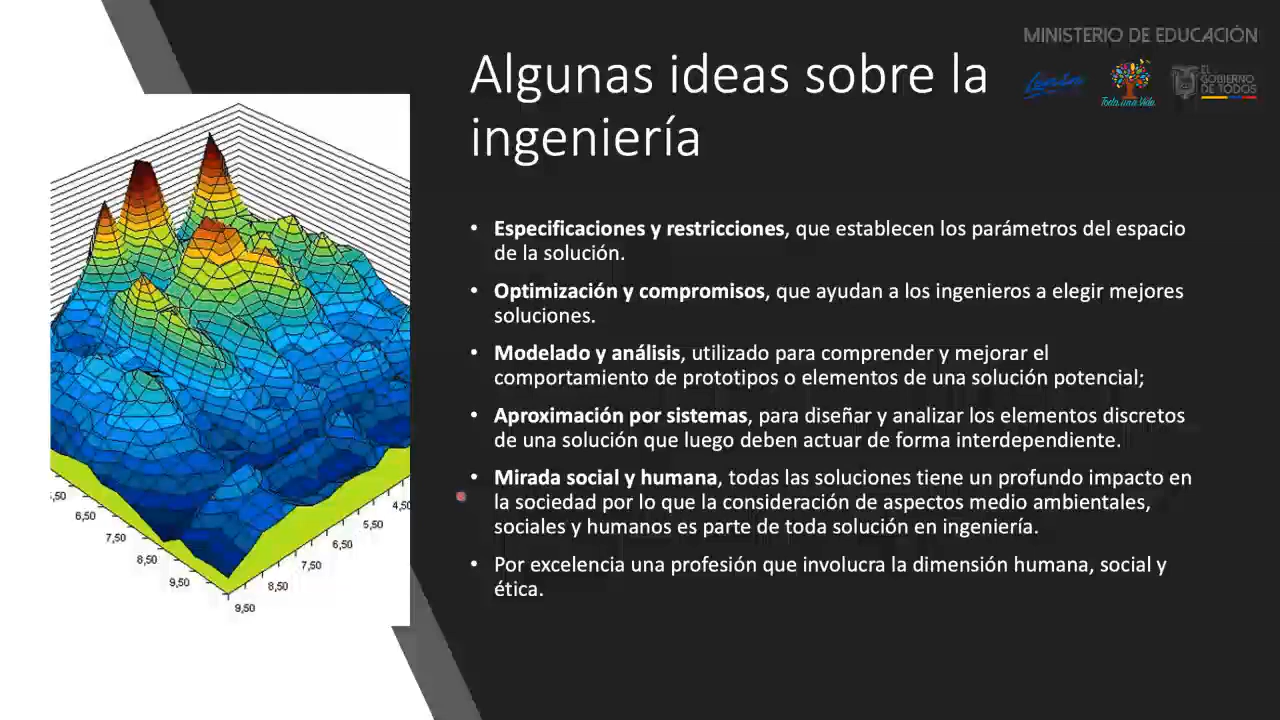 MINISTERIO DE EDUCACIÓN
Lenín
Toda una Vida
EL
GOBIERNO
DE TODOS
Algunas ideas sobre la
ingeniería
• Especificaciones y restricciones, que establecen los parámetros del espacio
de la solución.
• Optimización y compromisos, que ayudan a los ingenieros a elegir mejores
soluciones.
• Modelado y análisis, utilizado para comprender y mejorar el
comportamiento de prototipos o elementos de una solución potencial;
• Aproximación por sistemas, para diseñar y analizar los elementos discretos
de una solución que luego deben actuar de forma interdependiente.
• Mirada social y humana, todas las soluciones tiene un profundo impacto en
la sociedad por lo que la consideración de aspectos medio ambientales,
sociales y humanos es parte de toda solución en ingeniería.
• Por excelencia una profesión que involucra la dimensión humana, social y
ética.
5,50
6,50
7,50
8,50
9,50
4,50
5,50
6,50
7,50
8,50
9,50